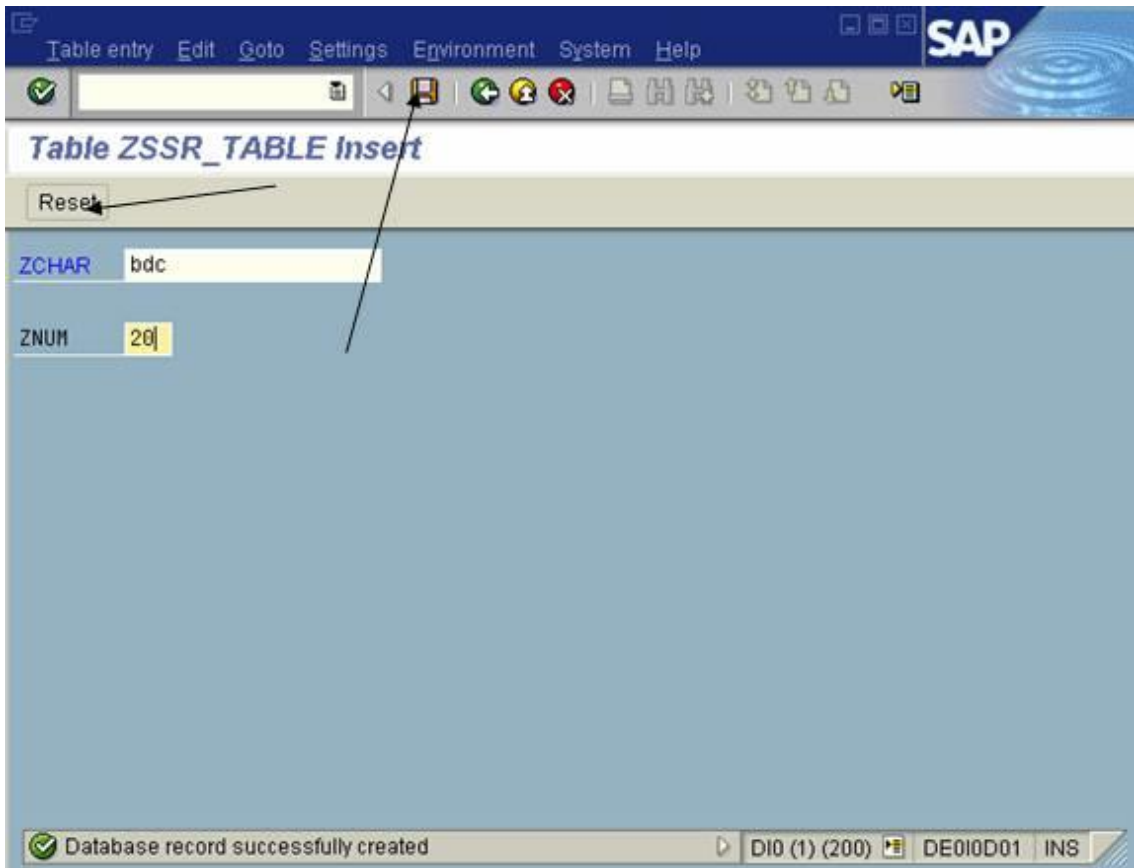 Table entry Edit Goto Settings Environment System Help
SAP
Table ZSSR_TABLE Insert
Reset
ZCHAR bdc
ZNUM 20
Database record successfully created DI0 (1) (200) DE0I0D01 INS